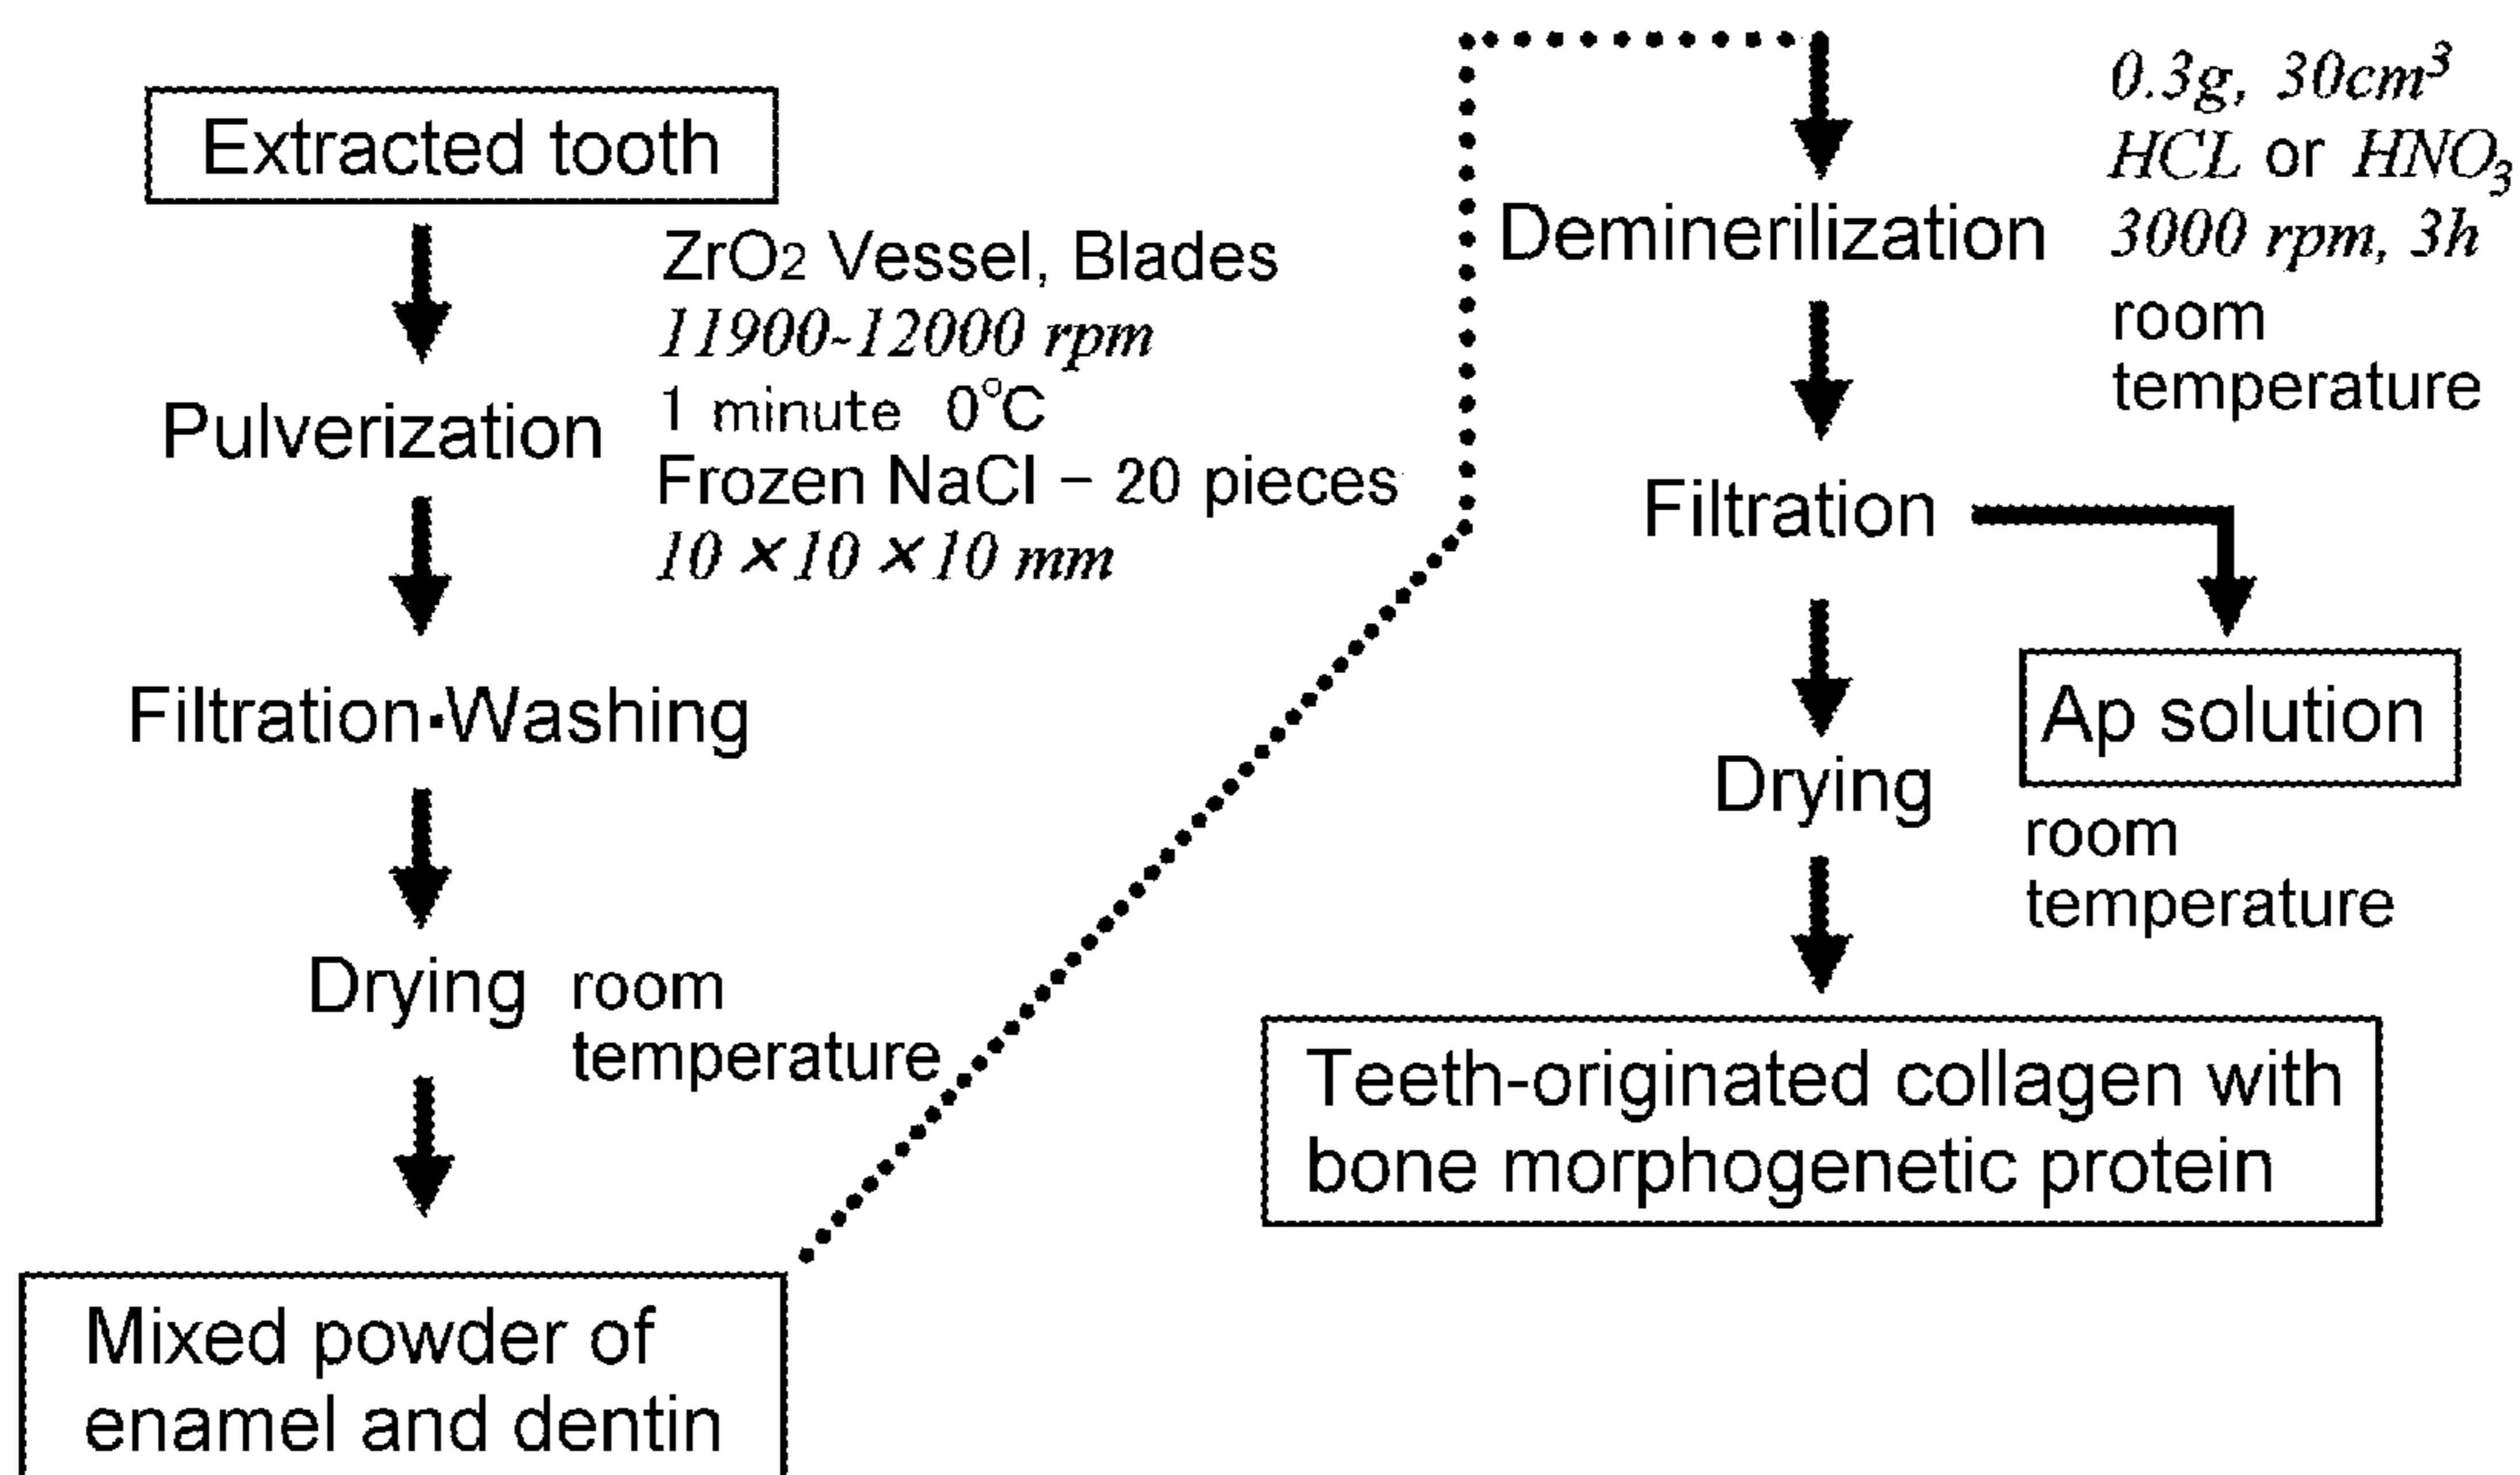 Extracted tooth
ZrO2 Vessel, Blades
11900~12000 rpm
1 minute 0°C
Pulverization
Frozen NaCl – 20 pieces
10 × 10 × 10 mm
Filtration·Washing
Drying
room
temperature
Mixed powder of
enamel and dentin
0.3g, 30cm³
HCL or HNO₃
Deminerilization
3000 rpm, 3h
room
temperature
Filtration
Ap solution
Drying
room
temperature
Teeth-originated collagen with
bone morphogenetic protein